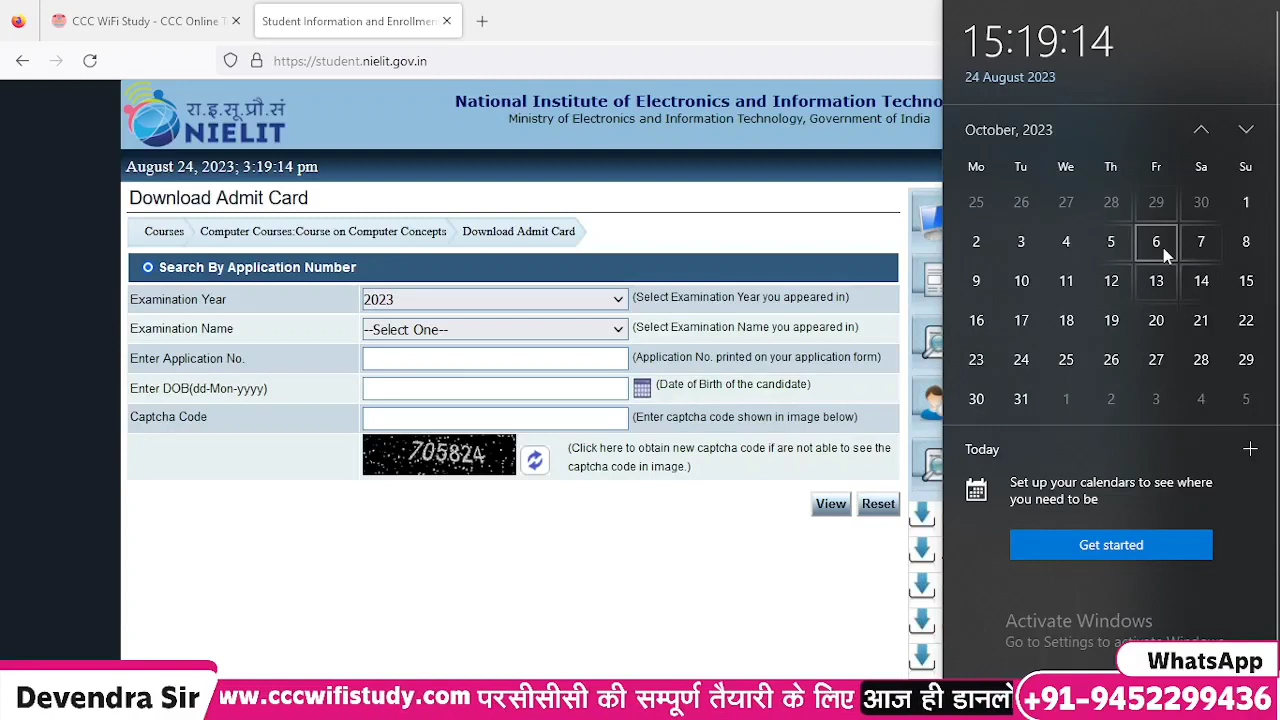 CCC WiFi Study - CCC Online T
Student Information and Enrollmen
https://student.nielit.gov.in
रा.इ.सू.प्रौ.सं
NIELIT
National Institute of Electronics and Information Techno
Ministry of Electronics and Information Technology, Government of India
August 24, 2023; 3:19:14 pm
Download Admit Card
Courses Computer Courses:Course on Computer Concepts Download Admit Card
Search By Application Number
Examination Year 2023 (Select Examination Year you appeared in)
Examination Name --Select One-- (Select Examination Name you appeared in)
Enter Application No. (Application No. printed on your application form)
Enter DOB(dd-Mon-yyyy) (Date of Birth of the candidate)
Captcha Code (Enter captcha code shown in image below)
705824 (Click here to obtain new captcha code if are not able to see the
captcha code in image.)
View Reset
15:19:14
24 August 2023
October, 2023
Mo Tu We Th Fr Sa Su
25 26 27 28 29 30 1
2 3 4 5 6 7 8
9 10 11 12 13 14 15
16 17 18 19 20 21 22
23 24 25 26 27 28 29
30 31 1 2 3 4 5
Today
Set up your calendars to see where
you need to be
Get started
Activate Windows
Go to Settings to activate Windows.
WhatsApp
Devendra Sir www.cccwifistudy.com परसीसीसी की सम्पूर्ण तैयारी के लिए आज ही डानलो +91-9452299436